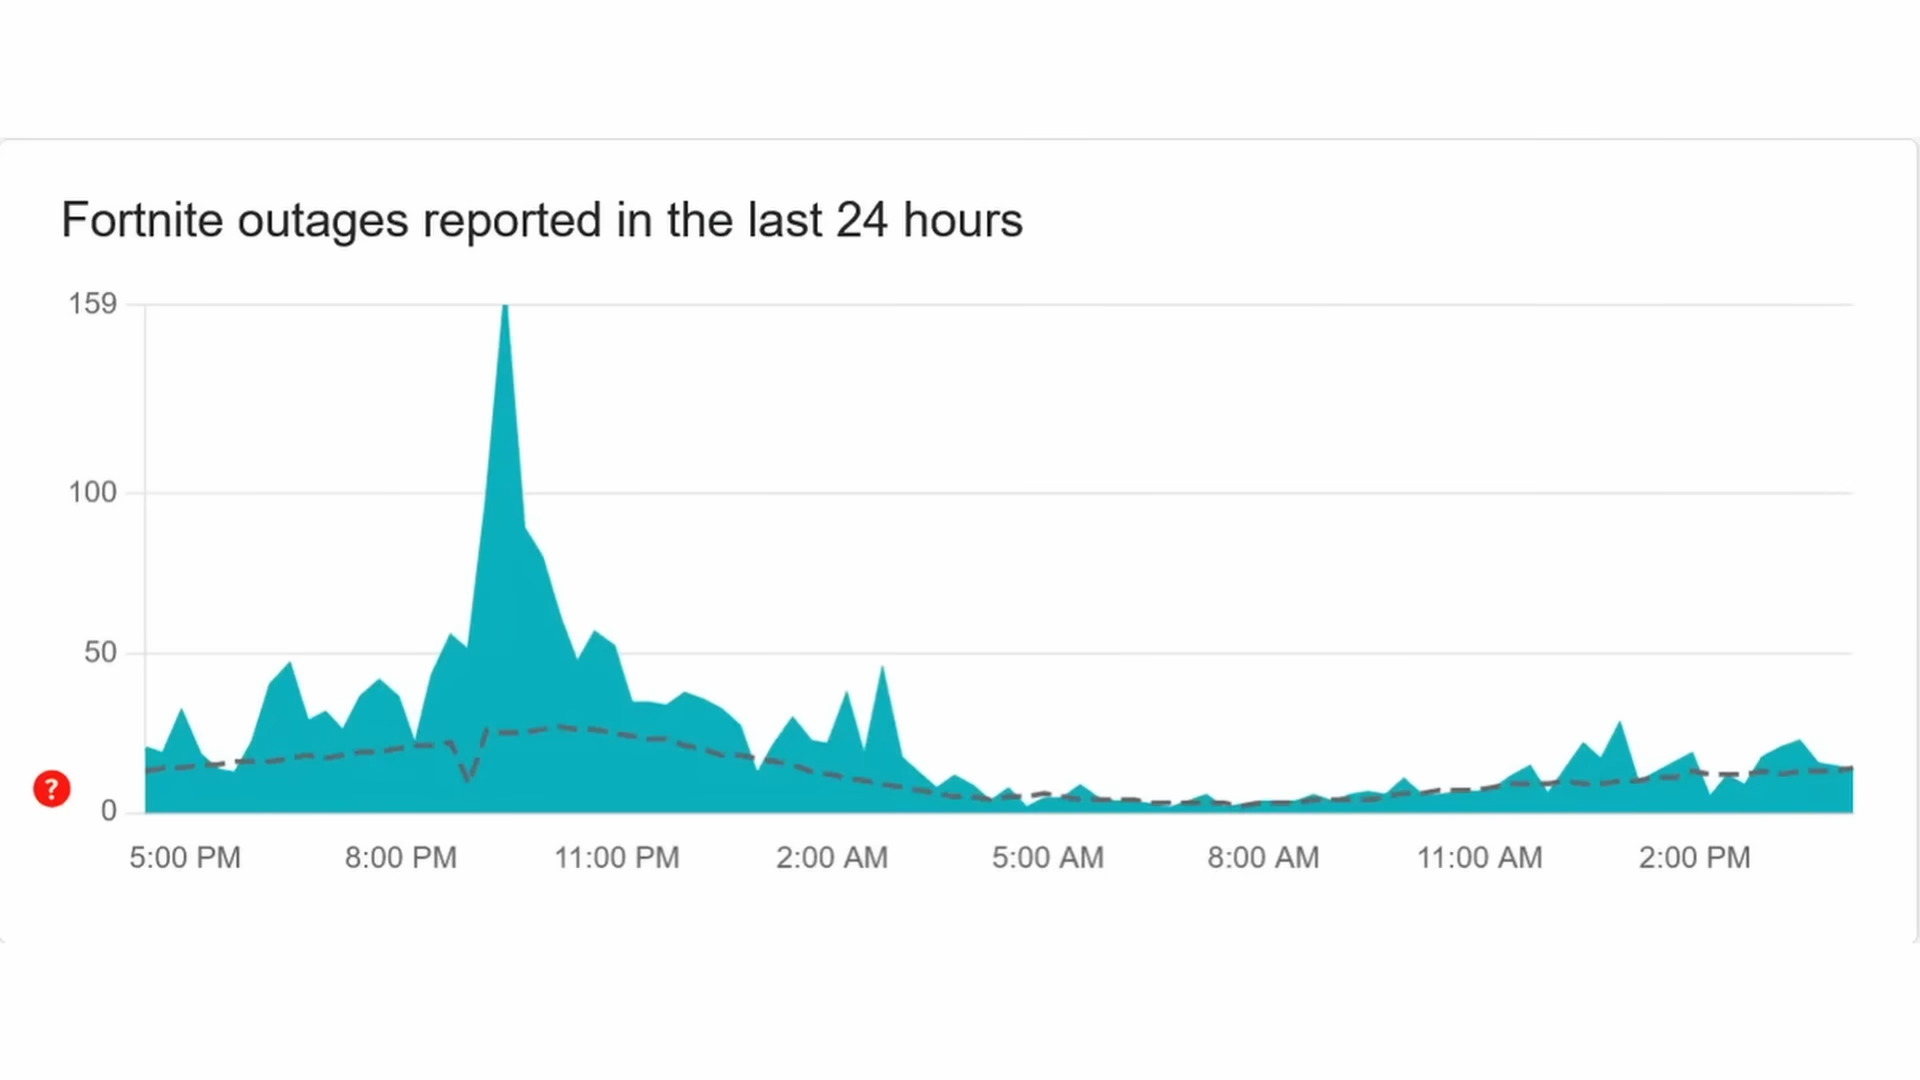 Fortnite outages reported in the last 24 hours
159
100
50
?
0
5:00 PM 8:00 PM 11:00 PM 2:00 AM 5:00 AM 8:00 AM 11:00 AM 2:00 PM